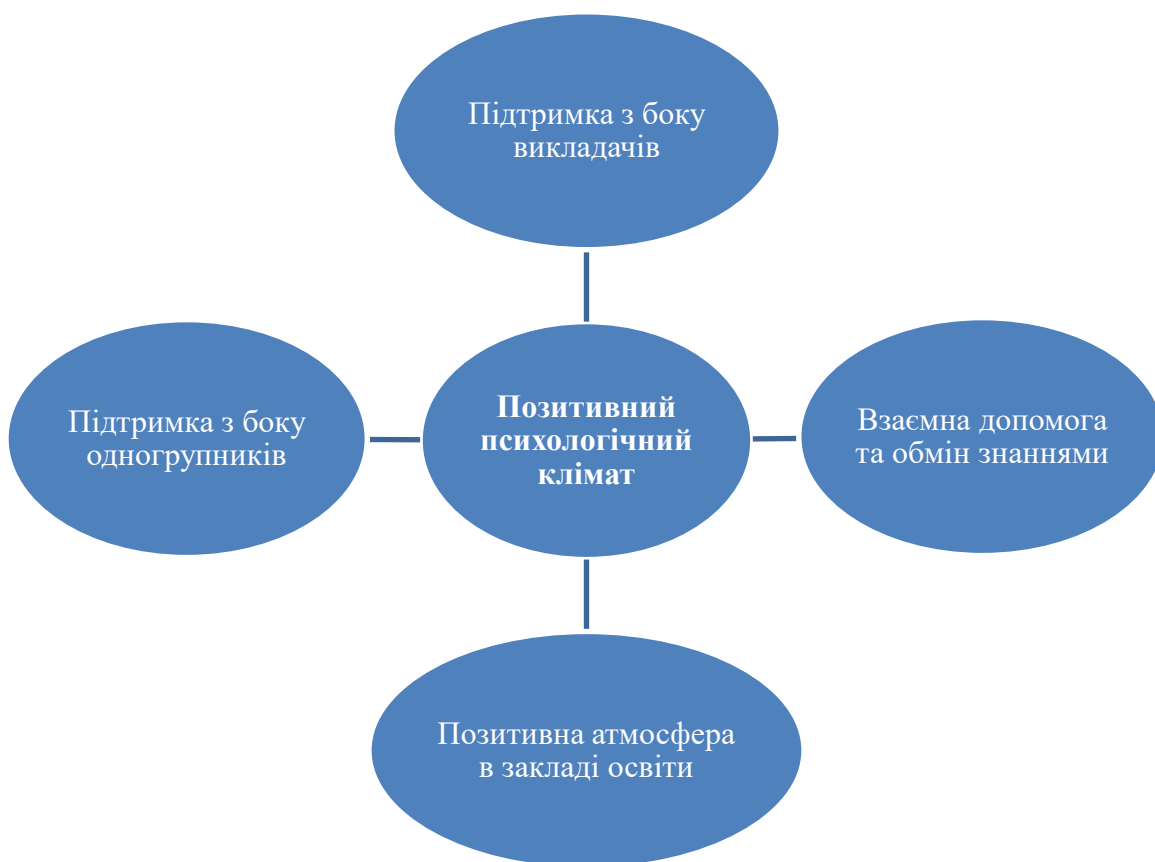 Підтримка з боку
викладачів
Підтримка з боку
одногрупників
Позитивний
психологічний
клімат
Взаємна допомога
та обмін знаннями
Позитивна атмосфера
в закладі освіти